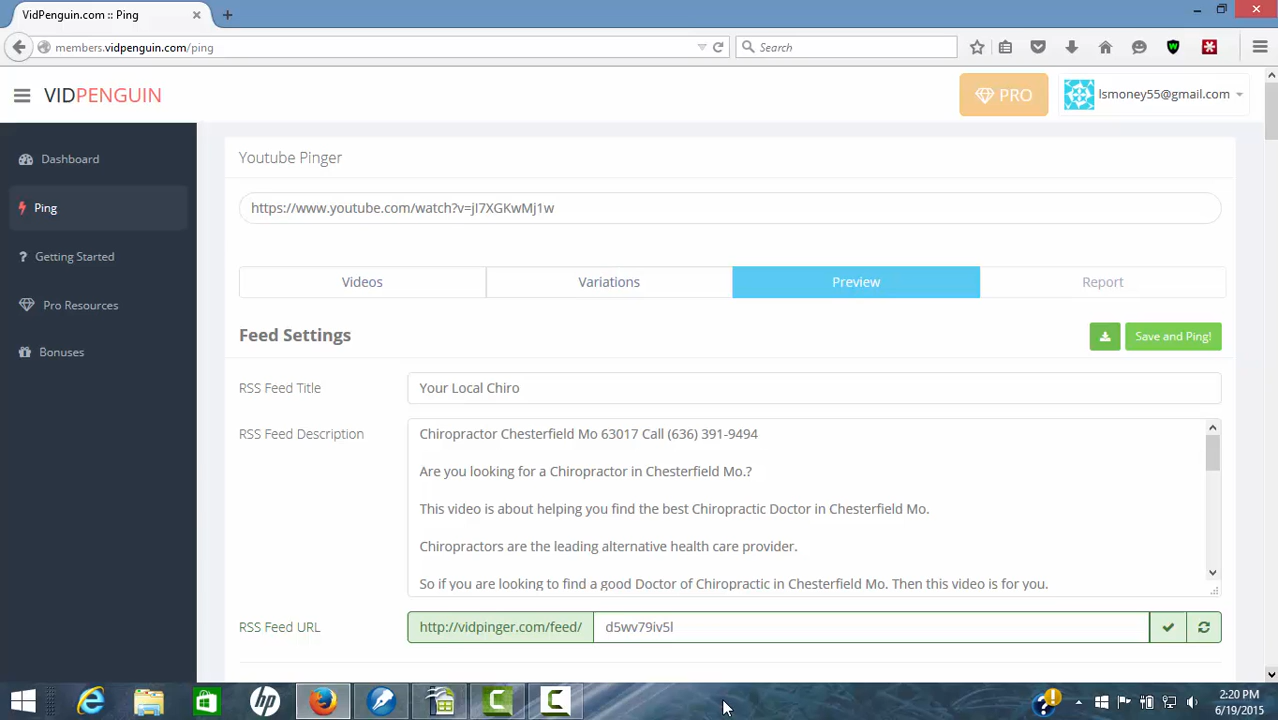 VidPenguin.com :: Ping
members.vidpenguin.com/ping
Search
VIDPENGUIN
PRO
lsmoney55@gmail.com
Dashboard
Ping
Getting Started
Pro Resources
Bonuses
Youtube Pinger
https://www.youtube.com/watch?v=jI7XGKwMj1w
Videos
Variations
Preview
Report
Feed Settings
Save and Ping!
RSS Feed Title
Your Local Chiro
RSS Feed Description
Chiropractor Chesterfield Mo 63017 Call (636) 391-9494
Are you looking for a Chiropractor in Chesterfield Mo.?
This video is about helping you find the best Chiropractic Doctor in Chesterfield Mo.
Chiropractors are the leading alternative health care provider.
So if you are looking to find a good Doctor of Chiropractic in Chesterfield Mo. Then this video is for you.
RSS Feed URL
http://vidpinger.com/feed/
d5wv79iv5l
2:20 PM
6/19/2015